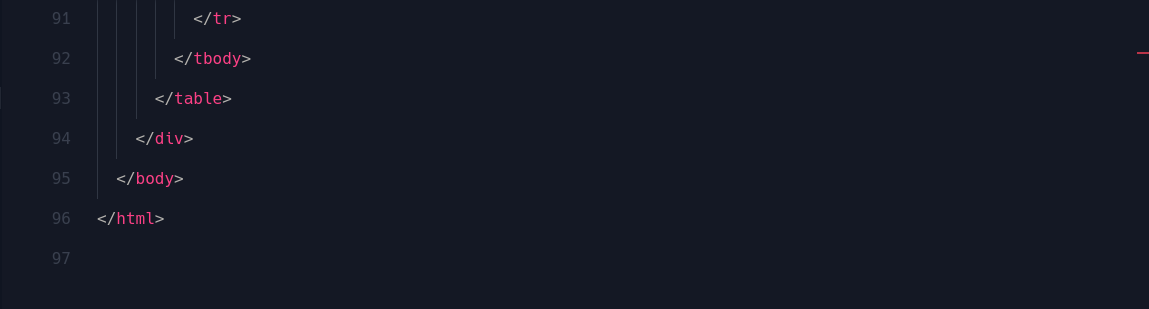 91 </tr>
92 </tbody>
93 </table>
94 </div>
95 </body>
96 </html>
97